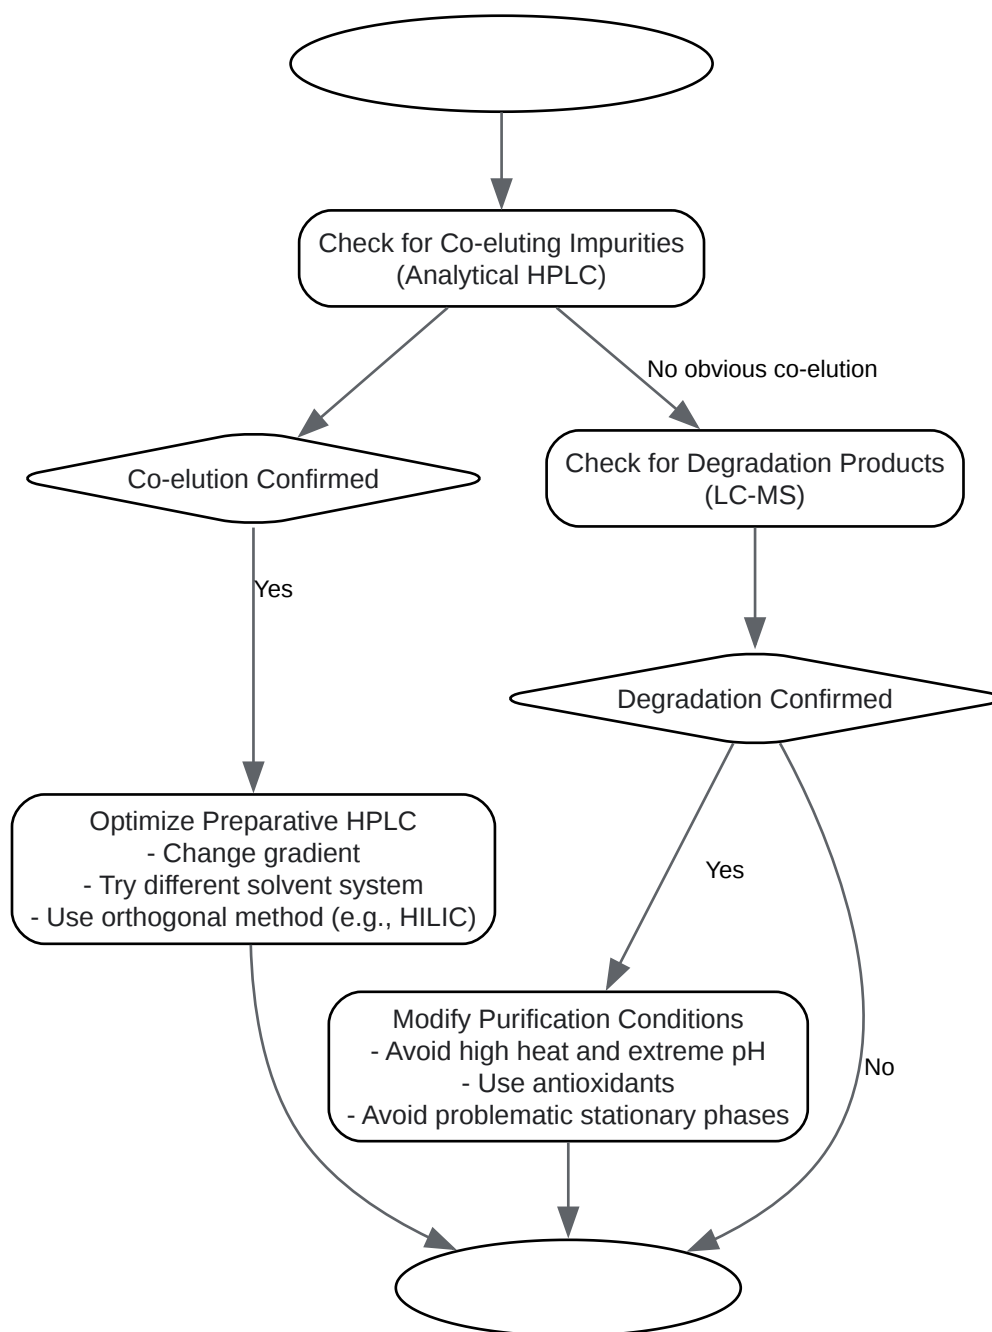 Check for Co-eluting Impurities
(Analytical HPLC)
No obvious co-elution
Co-elution Confirmed
Check for Degradation Products
(LC-MS)
Yes
Degradation Confirmed
Optimize Preparative HPLC
- Change gradient
- Try different solvent system
- Use orthogonal method (e.g., HILIC)
Yes
Modify Purification Conditions
- Avoid high heat and extreme pH
- Use antioxidants
- Avoid problematic stationary phases
No